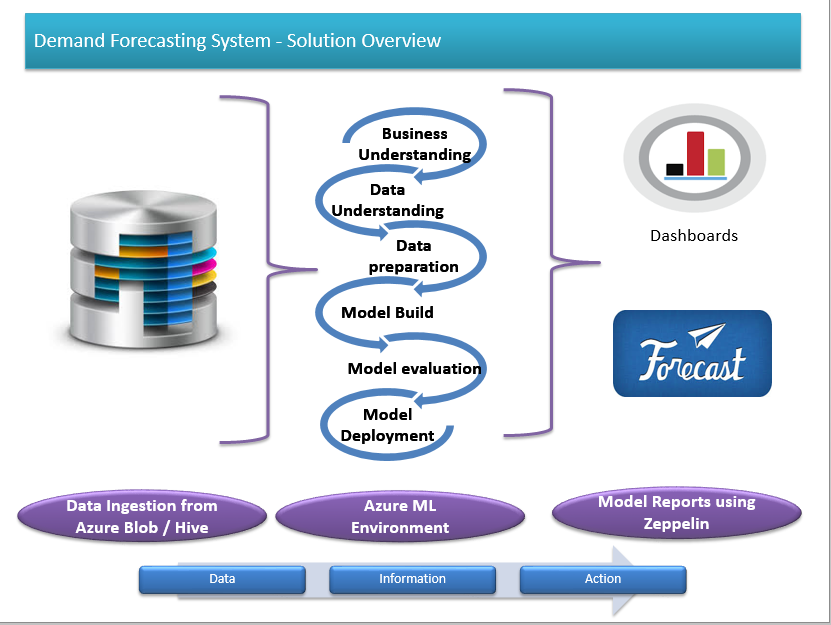 Demand Forecasting System - Solution Overview
Business
Understanding
Data
Understanding
Data
preparation
Model Build
Model evaluation
Model
Deployment
Dashboards
Forecast
Data Ingestion from
Azure Blob / Hive
Azure ML
Environment
Model Reports using
Zeppelin
Data
Information
Action